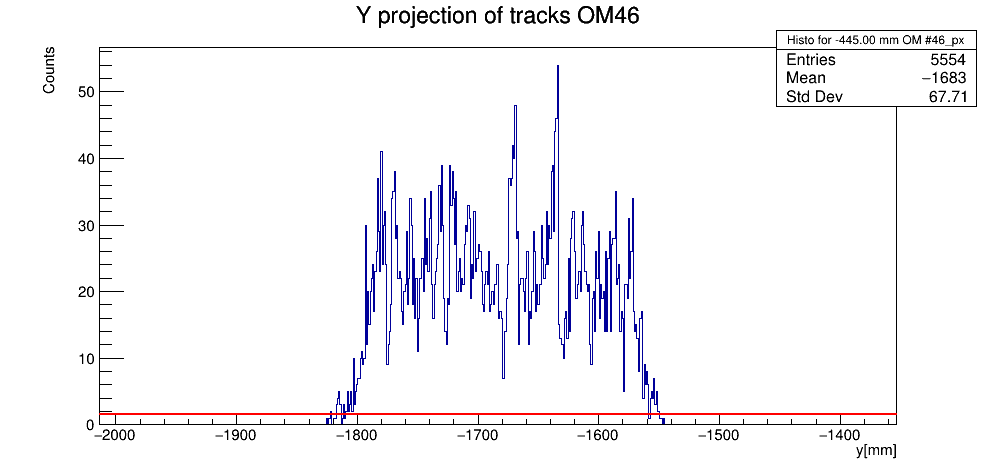 Y projection of tracks OM46
Histo for -445.00 mm OM #46_px
Entries 5554
Mean −1683
Std Dev 67.71
Counts
50
40
30
20
10
0
−2000 −1900 −1800 −1700 −1600 −1500 −1400
y[mm]